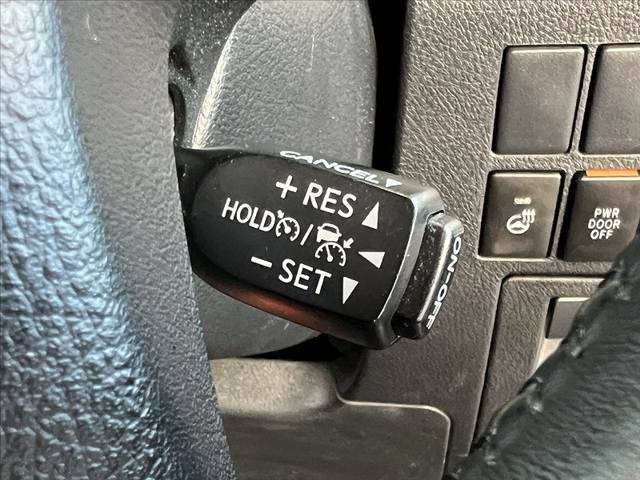 CANCEL
+ RES
HOLD /
- SET
ON-OFF
PWR
DOOR
OFF